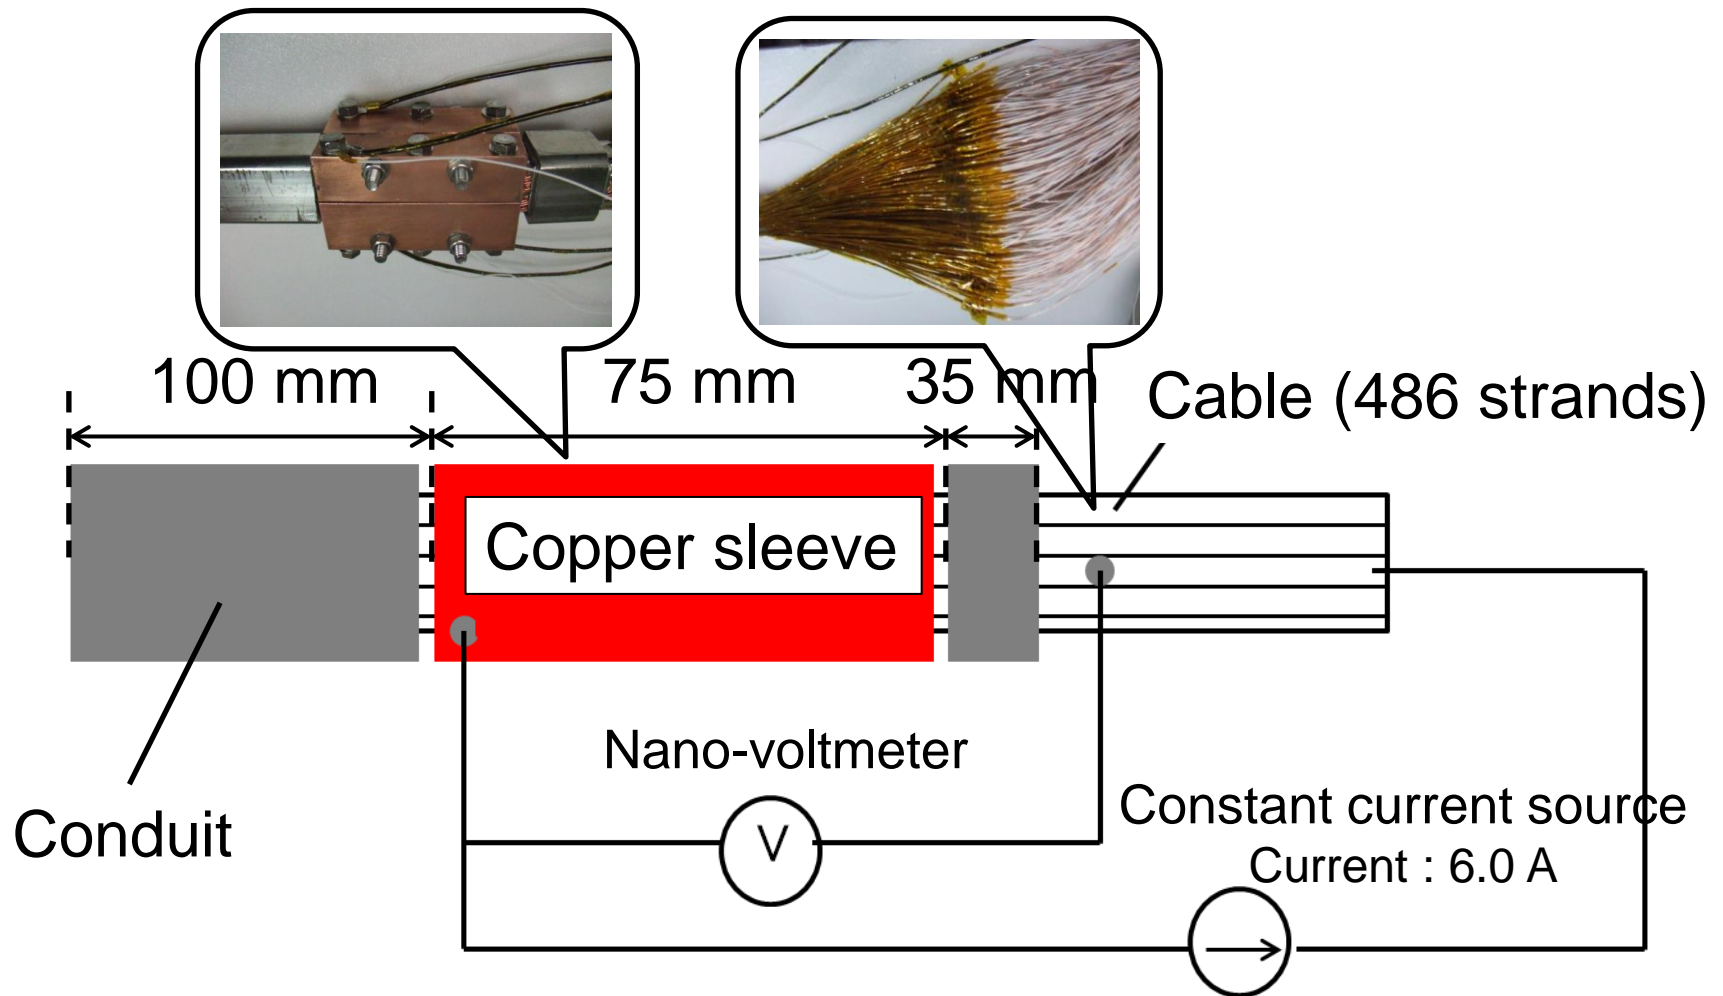 100 mm
75 mm
35 mm
Cable (486 strands)
Copper sleeve
Nano-voltmeter
V
Conduit
Constant current source
Current : 6.0 A